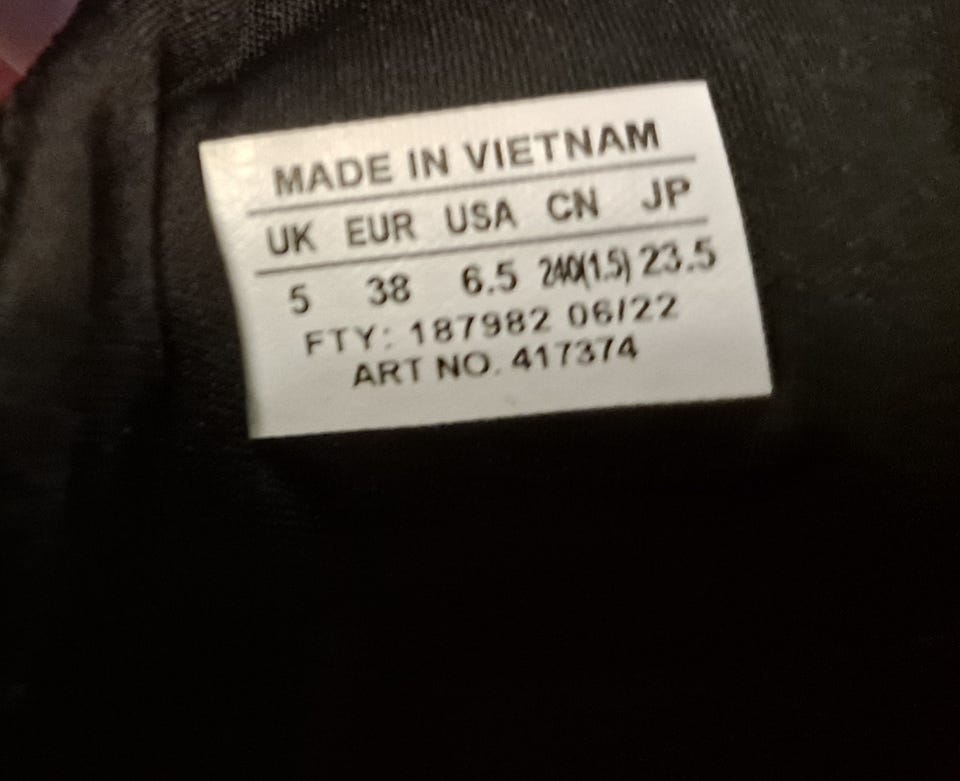 MADE IN VIETNAM
UK EUR USA CN JP
5 38 6.5 240(1.5) 23.5
FTY: 187982 06/22
ART NO. 417374